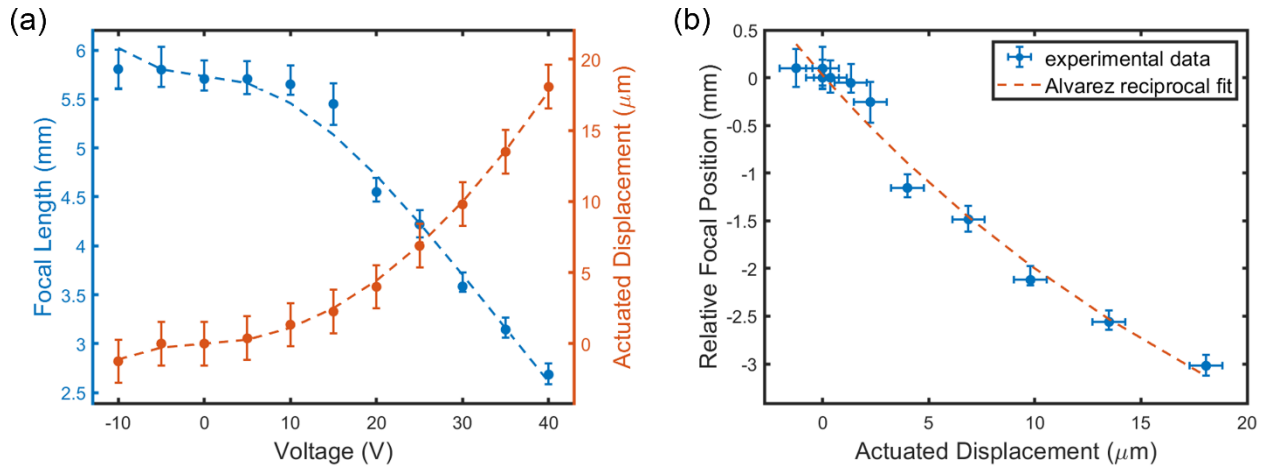 (a)
6
5.5
5
4.5
4
3.5
3
2.5
Focal Length (mm)
-10 0 10 20 30 40
Voltage (V)
20
15
10
5
0
Actuated Displacement (μm)
(b)
0.5
0
-0.5
-1
-1.5
-2
-2.5
-3
Relative Focal Position (mm)
experimental data
Alvarez reciprocal fit
0 5 10 15 20
Actuated Displacement (μm)